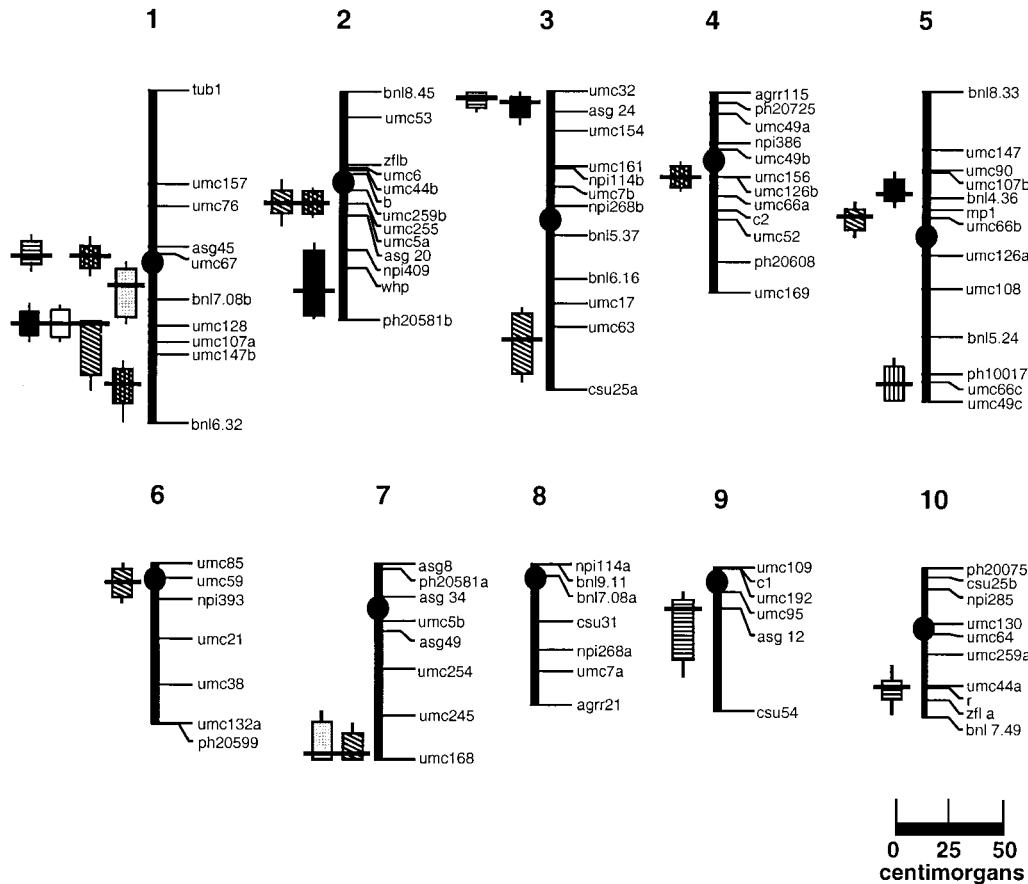 1
2
3
4
5
tub1
umc157
umc76
asg45
umc67
bnl7.08b
umc128
umc107a
umc147b
bnl6.32
bnl8.45
umc53
zflb
umc6
umc44b
b
umc259b
umc255
umc5a
asg 20
npi409
whp
ph20581b
umc32
asg 24
umc154
umc161
npi114b
umc7b
npi268b
bnl5.37
bnl6.16
umc17
umc63
csu25a
agrr115
ph20725
umc49a
npi386
umc49b
umc156
umc126b
umc66a
c2
umc52
ph20608
umc169
bnl8.33
umc147
umc90
umc107b
bnl4.36
mp1
umc66b
umc126a
umc108
bnl5.24
ph10017
umc66c
umc49c
6
7
8
9
10
umc85
umc59
npi393
umc21
umc38
umc132a
ph20599
asg8
ph20581a
asg 34
umc5b
asg49
umc254
umc245
umc168
npi114a
bnl9.11
bnl7.08a
csu31
npi268a
umc7a
agrr21
umc109
c1
umc192
umc95
asg 12
csu54
ph20075
csu25b
npi285
umc130
umc64
umc259a
umc44a
r
zfl a
bnl 7.49
0 25 50
centimorgans